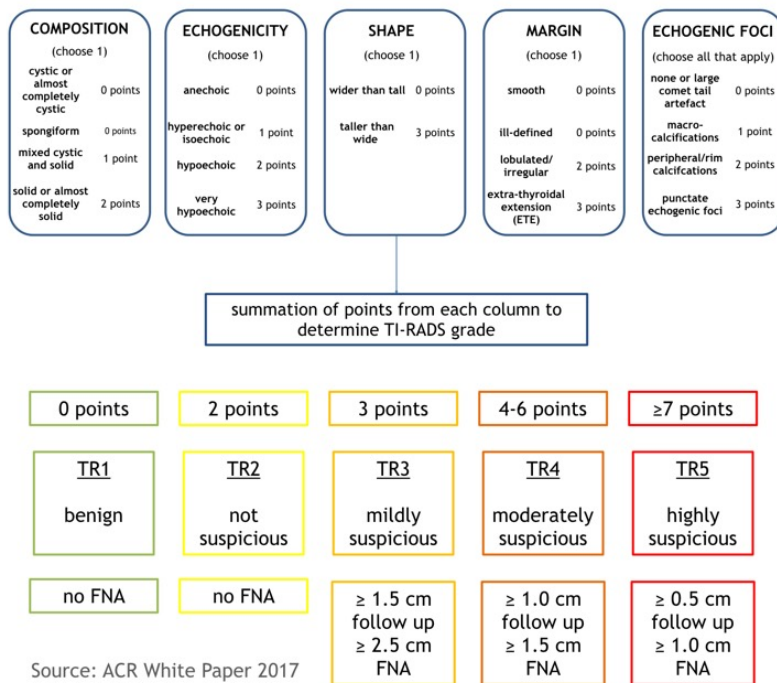 COMPOSITION
(choose 1)
cystic or
almost
completely
cystic
0 points
spongiform
0 points
mixed cystic
and solid
1 point
solid or almost
completely
solid
2 points
ECHOGENICITY
(choose 1)
anechoic
0 points
hyperechoic or
isoechoic
1 point
hypoechoic
2 points
very
hypoechoic
3 points
SHAPE
(choose 1)
wider than tall
0 points
taller than
wide
3 points
MARGIN
(choose 1)
smooth
0 points
ill-defined
0 points
lobulated/
irregular
2 points
extra-thyroidal
extension
(ETE)
3 points
ECHOGENIC FOCI
(choose all that apply)
none or large
comet tail
artefact
0 points
macro-
calcifications
1 point
peripheral/rim
calcifcations
2 points
punctate
echogenic foci
3 points
summation of points from each column to
determine TI-RADS grade
0 points
2 points
3 points
4-6 points
≥7 points
TR1
benign
TR2
not
suspicious
TR3
mildly
suspicious
TR4
moderately
suspicious
TR5
highly
suspicious
no FNA
no FNA
≥ 1.5 cm
follow up
≥ 2.5 cm
FNA
≥ 1.0 cm
follow up
≥ 1.5 cm
FNA
≥ 0.5 cm
follow up
≥ 1.0 cm
FNA
Source: ACR White Paper 2017